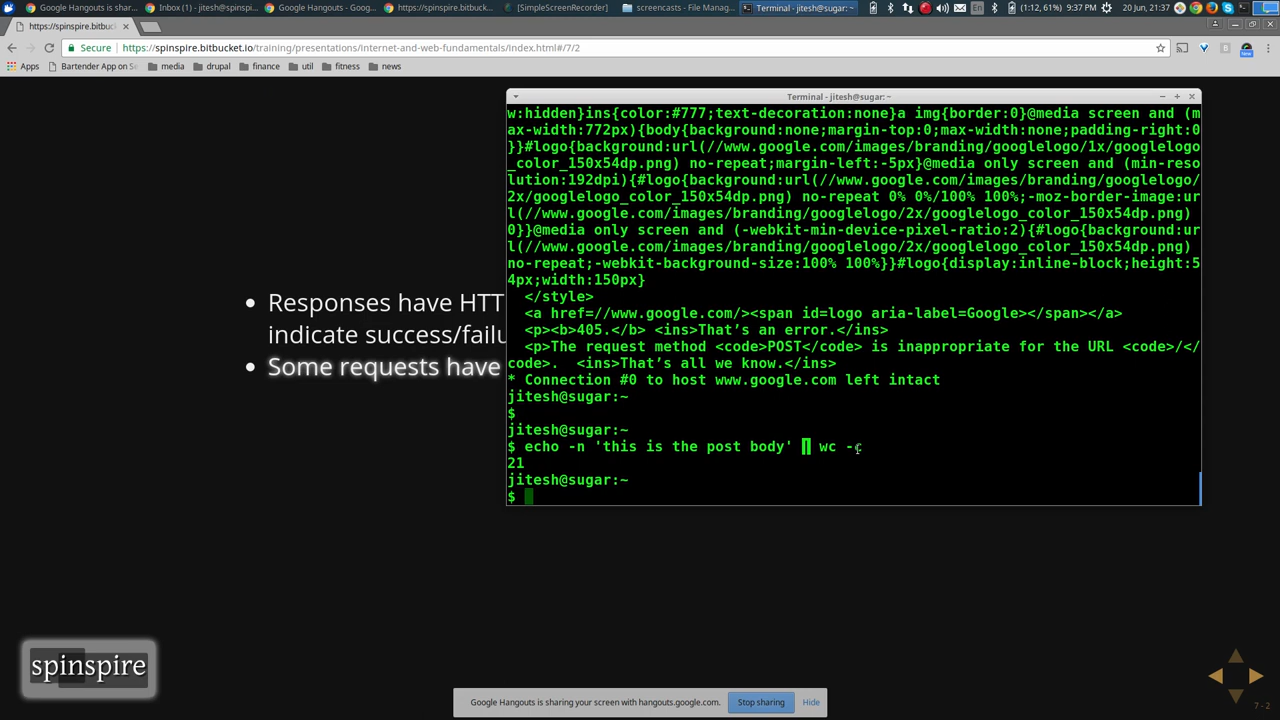 Google Hangouts is shar...
Inbox () - jitesh@spinspi...
Google Hangouts - Goog...
https://spinspire.bitbuck...
[SimpleScreenRecorder]
screencasts - File Manag...
Terminal - jitesh@sugar: ~
En
(1:12, 61%) 9:37 PM
20 Jun, 21:37
https://spinspire.bitbuc
Secure
https://spinspire.bitbucket.io/training/presentations/internet-and-web-fundamentals/index.html#/7/2
Apps
Bartender App on S
media
drupal
finance
util
fitness
news
Terminal - jitesh@sugar: ~
w:hidden}ins{color:#777;text-decoration:none}a img{border:0}@media screen and (m
ax-width:772px){body{background:none;margin-top:0;max-width:none;padding-right:0
}}#logo{background:url(//www.google.com/images/branding/googlelogo/1x/googlelogo
_color_150x54dp.png) no-repeat;margin-left:-5px}@media only screen and (min-reso
lution:192dpi){#logo{background:url(//www.google.com/images/branding/googlelogo/
2x/googlelogo_color_150x54dp.png) no-repeat 0% 0%/100% 100%;-moz-border-image:ur
l(//www.google.com/images/branding/googlelogo/2x/googlelogo_color_150x54dp.png)
0}}@media only screen and (-webkit-min-device-pixel-ratio:2){#logo{background:ur
l(//www.google.com/images/branding/googlelogo/2x/googlelogo_color_150x54dp.png)
no-repeat;-webkit-background-size:100% 100%}}#logo{display:inline-block;height:5
4px;width:150px}
</style>
<a href=//www.google.com/><span id=logo aria-label=Google></span></a>
<p><b>405.</b> <ins>That’s an error.</ins>
<p>The request method <code>POST</code> is inappropriate for the URL <code>/</
code>.  <ins>That’s all we know.</ins>
* Connection #0 to host www.google.com left intact
jitesh@sugar:~
$
jitesh@sugar:~
$ echo -n 'this is the post body' | wc -c
21
jitesh@sugar:~
$
• Responses have HTT
indicate success/failu
• Some requests have
spinspire
Google Hangouts is sharing your screen with hangouts.google.com.
Stop sharing
Hide
7 - 2